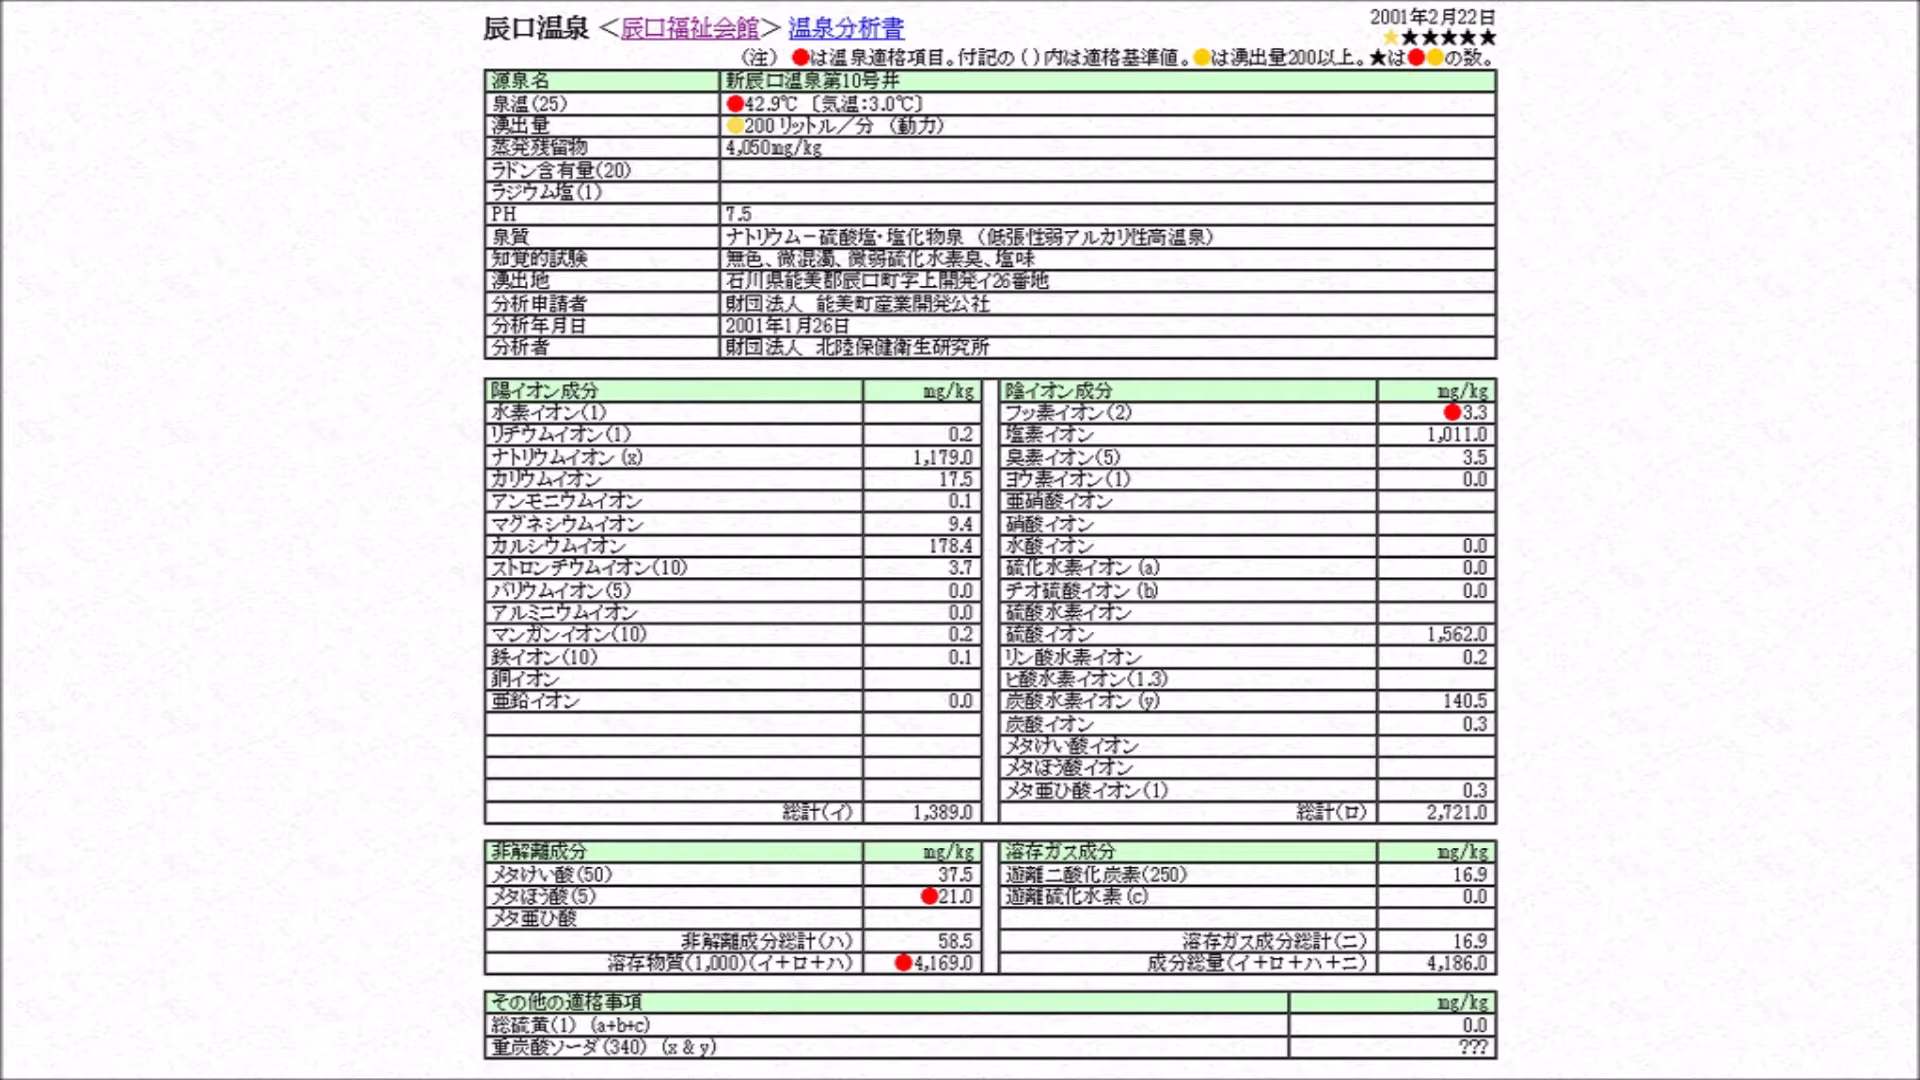 辰口温泉 <辰口福祉会館> 温泉分析書
2001年2月22日
★★★★★★
(注) ●は温泉適格項目。付記の( )内は適格基準値。●は湧出量200以上。★は●●の数。
源泉名 新辰口温泉第10号井
泉温(25) ●42.9℃ 〔気温:3.0℃〕
湧出量 ●200リットル/分 (動力)
蒸発残留物 4,050mg/kg
ラドン含有量(20)
ラジウム塩(1)
PH 7.5
泉質 ナトリウム-硫酸塩・塩化物泉 (低張性弱アルカリ性高温泉)
知覚的試験 無色、微混濁、微弱硫化水素臭、塩味
湧出地 石川県能美郡辰口町字上開発イ26番地
分析申請者 財団法人 能美町産業開発公社
分析年月日 2001年1月26日
分析者 財団法人 北陸保健衛生研究所
陽イオン成分 mg/kg 陰イオン成分 mg/kg
水素イオン(1) フッ素イオン(2) ●3.3
リチウムイオン(1) 0.2 塩素イオン 1,011.0
ナトリウムイオン (x) 1,179.0 臭素イオン(5) 3.5
カリウムイオン 17.5 ヨウ素イオン(1) 0.0
アンモニウムイオン 0.1 亜硝酸イオン
マグネシウムイオン 9.4 硝酸イオン
カルシウムイオン 178.4 水酸イオン 0.0
ストロンチウムイオン(10) 3.7 硫化水素イオン (a) 0.0
バリウムイオン(5) 0.0 チオ硫酸イオン (b) 0.0
アルミニウムイオン 0.0 硫酸水素イオン
マンガンイオン(10) 0.2 硫酸イオン 1,562.0
鉄イオン(10) 0.1 リン酸水素イオン 0.2
銅イオン ヒ酸水素イオン(1.3)
亜鉛イオン 0.0 炭酸水素イオン (y) 140.5
炭酸イオン 0.3
メタけい酸イオン
メタほう酸イオン
メタ亜ひ酸イオン(1) 0.3
総計(イ) 1,389.0 総計(ロ) 2,721.0
非解離成分 mg/kg 溶存ガス成分 mg/kg
メタけい酸(50) 37.5 遊離二酸化炭素(250) 16.9
メタほう酸(5) ●21.0 遊離硫化水素 (c) 0.0
メタ亜ひ酸
非解離成分総計(ハ) 58.5 溶存ガス成分総計(ニ) 16.9
溶存物質(1,000)(イ+ロ+ハ) ●4,169.0 成分総量(イ+ロ+ハ+ニ) 4,186.0
その他の適格事項 mg/kg
総硫黄(1) (a+b+c) 0.0
重炭酸ソーダ(340) (x & y) ???